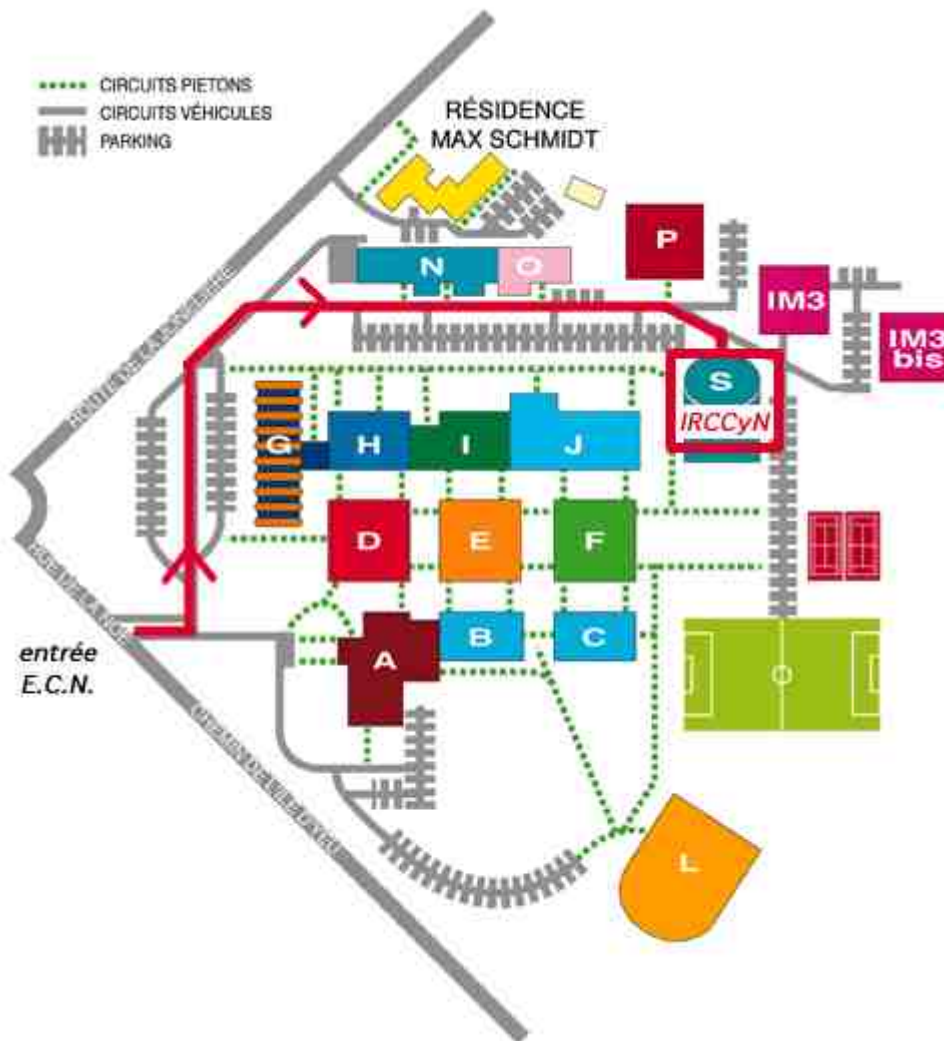 CIRCUITS PIETONS
CIRCUITS VÉHICULES
PARKING
RÉSIDENCE
MAX SCHMIDT
P
N
O
IM3
IM3
bis
S
IRCCyN
G
H
I
J
D
E
F
A
B
C
entrée
E.C.N.
L